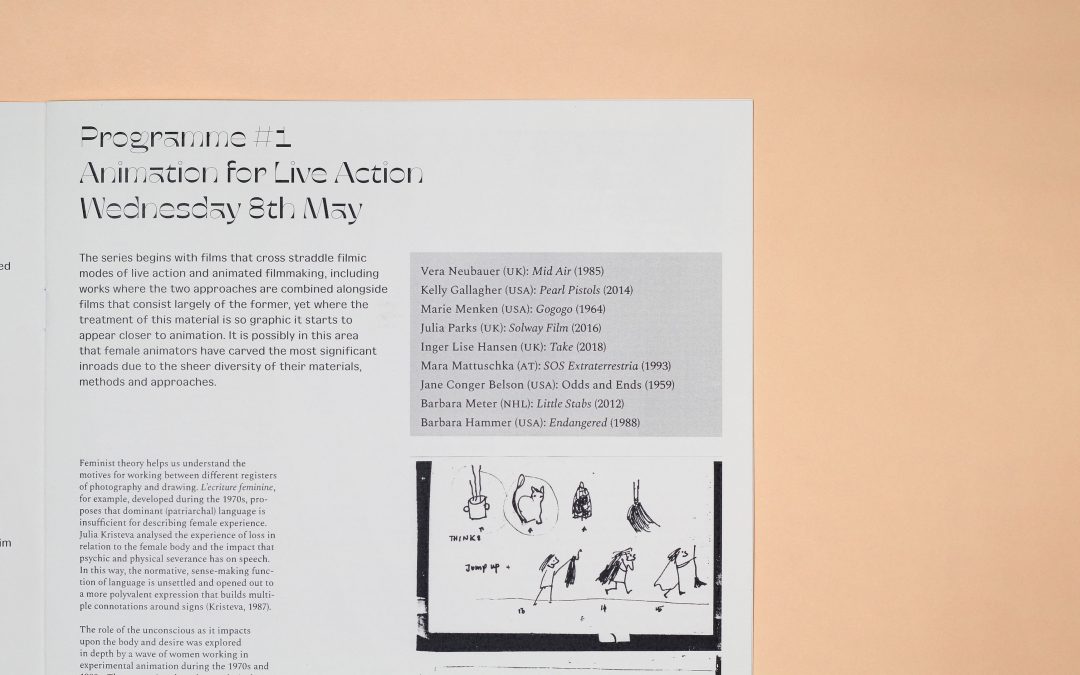 ed
im
Programme #1
Animation for Live Action
Wednesday 8th May
The series begins with films that cross straddle filmic
modes of live action and animated filmmaking, including
works where the two approaches are combined alongside
films that consist largely of the former, yet where the
treatment of this material is so graphic it starts to
appear closer to animation. It is possibly in this area
that female animators have carved the most significant
inroads due to the sheer diversity of their materials,
methods and approaches.
Vera Neubauer (UK): Mid Air (1985)
Kelly Gallagher (USA): Pearl Pistols (2014)
Marie Menken (USA): Gogogo (1964)
Julia Parks (UK): Solway Film (2016)
Inger Lise Hansen (UK): Take (2018)
Mara Mattuschka (AT): SOS Extraterrestria (1993)
Jane Conger Belson (USA): Odds and Ends (1959)
Barbara Meter (NHL): Little Stabs (2012)
Barbara Hammer (USA): Endangered (1988)
Feminist theory helps us understand the
motives for working between different registers
of photography and drawing. L'ecriture feminine,
for example, developed during the 1970s, pro-
poses that dominant (patriarchal) language is
insufficient for describing female experience.
Julia Kristeva analysed the experience of loss in
relation to the female body and the impact that
psychic and physical severance has on speech.
In this way, the normative, sense-making func-
tion of language is unsettled and opened out to
a more polyvalent expression that builds multi-
ple connotations around signs (Kristeva, 1987).
The role of the unconscious as it impacts
upon the body and desire was explored
in depth by a wave of women working in
experimental animation during the 1970s and
THINKS
Jump up
13 14 15